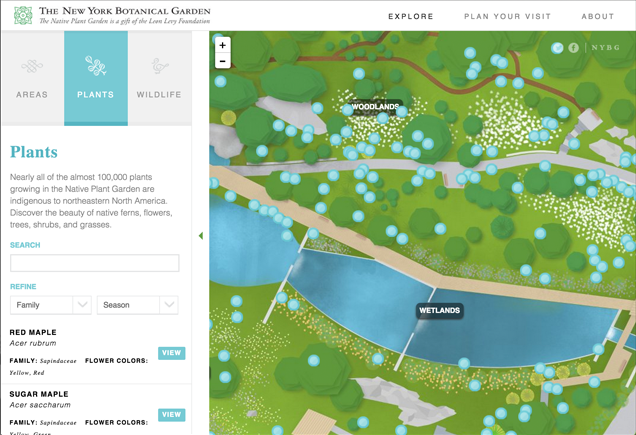 THE NEW YORK BOTANICAL GARDEN
The Native Plant Garden is a gift of the Leon Levy Foundation
EXPLORE PLAN YOUR VISIT ABOUT
+
−
NYBG
AREAS PLANTS WILDLIFE
WOODLANDS
Plants
Nearly all of the almost 100,000 plants
growing in the Native Plant Garden are
indigenous to northeastern North America.
Discover the beauty of native ferns, flowers,
trees, shrubs, and grasses.
SEARCH
REFINE
Family Season
WETLANDS
RED MAPLE
Acer rubrum
VIEW
FAMILY: Sapindaceae FLOWER COLORS:
Yellow, Red
SUGAR MAPLE
Acer saccharum
VIEW
FAMILY: Sapindaceae FLOWER COLORS:
Yellow, Green